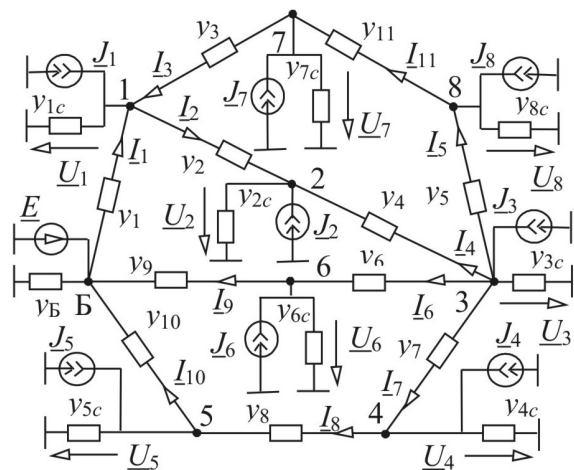 7
y3
y11
J1
I3
J7
y7c
I11
J8
y1c
1
I2
U7
8
y8c
U1
I1
y2
I5
U8
y1
2
y2c
U2
J2
y4
y5
J3
E
y9
6
y6
I4
3
y3c
yБ
Б
I9
y6c
I6
U3
y10
J6
U6
y7
J5
I10
I7
J4
y5c
5
y8
I8
4
y4c
U5
U4